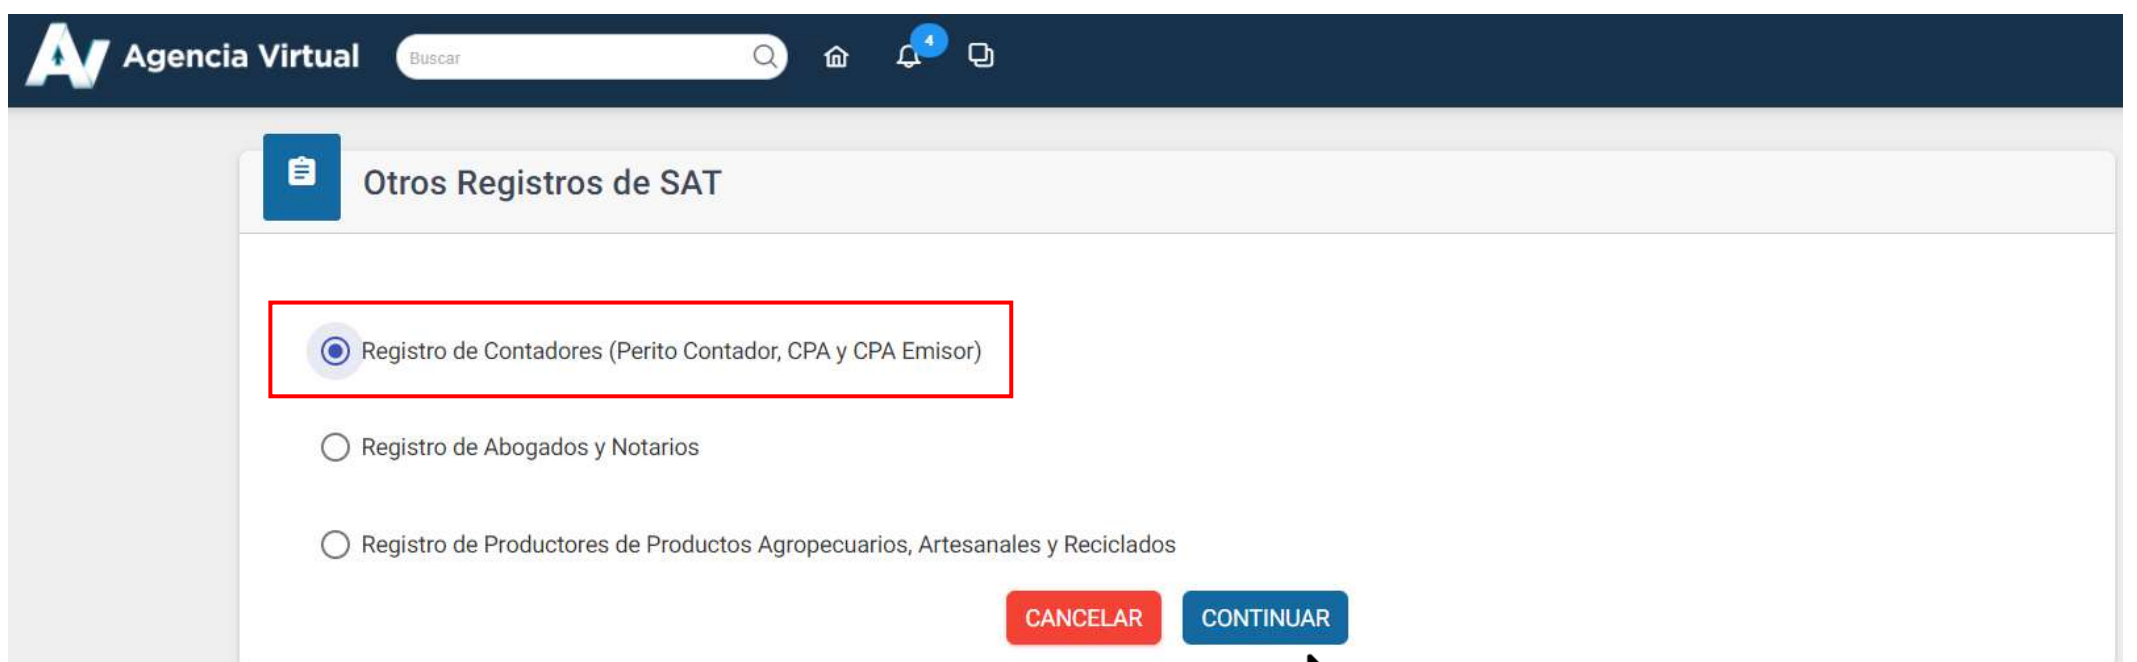 Agencia Virtual
Buscar
4
Otros Registros de SAT
Registro de Contadores (Perito Contador, CPA y CPA Emisor)
Registro de Abogados y Notarios
Registro de Productores de Productos Agropecuarios, Artesanales y Reciclados
CANCELAR CONTINUAR